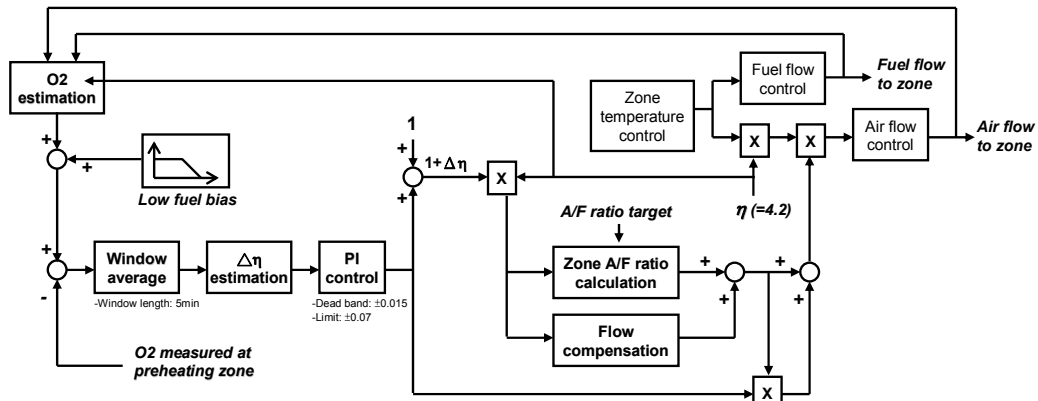 O2
estimation
Zone
temperature
control
Fuel flow
control
Fuel flow
to zone
Air flow
control
Air flow
to zone
X
X
+
+
Low fuel bias
1
+
+
1+Δη
X
η (=4.2)
A/F ratio target
+
-
Window
average
-Window length: 5min
Δη
estimation
PI
control
-Dead band: ±0.015
-Limit: ±0.07
Zone A/F ratio
calculation
Flow
compensation
+
+
+
+
X
O2 measured at
preheating zone